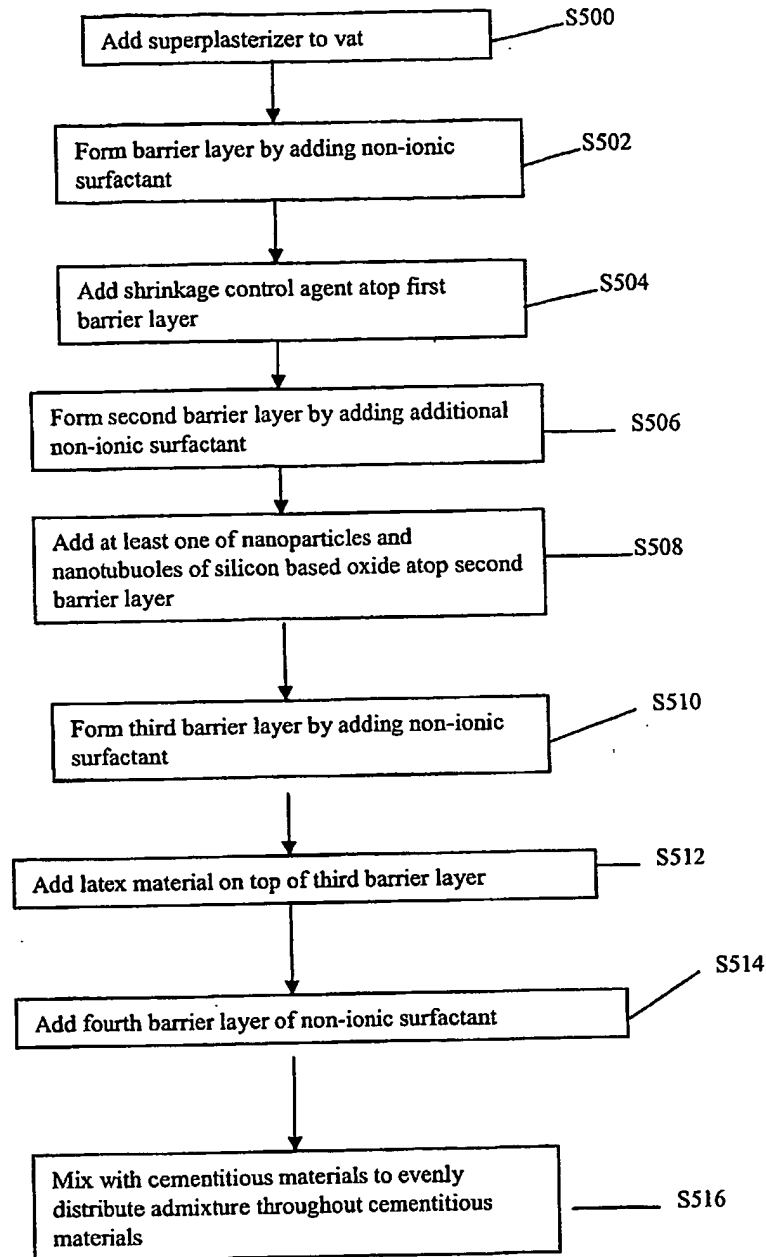 Add superplasterizer to vat
S500
Form barrier layer by adding non-ionic
surfactant
S502
Add shrinkage control agent atop first
barrier layer
S504
Form second barrier layer by adding additional
non-ionic surfactant
S506
Add at least one of nanoparticles and
nanotubuoles of silicon based oxide atop second
barrier layer
S508
Form third barrier layer by adding non-ionic
surfactant
S510
Add latex material on top of third barrier layer
S512
Add fourth barrier layer of non-ionic surfactant
S514
Mix with cementitious materials to evenly
distribute admixture throughout cementitious
materials
S516